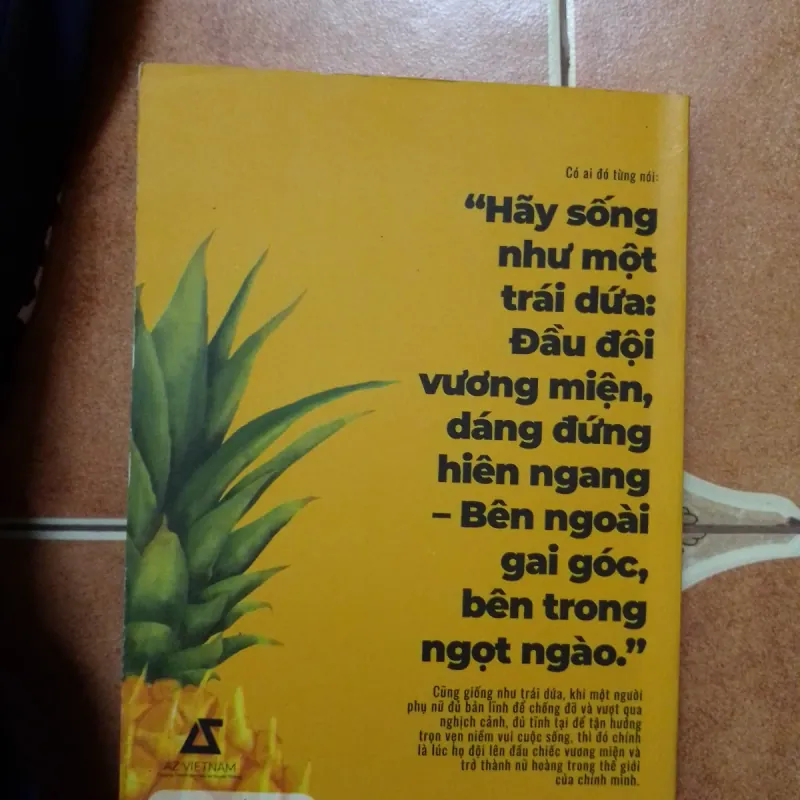 Có ai đó từng nói:
“Hãy sống
như một
trái dứa:
Đầu đội
vương miện,
dáng đứng
hiên ngang
– Bên ngoài
gai góc,
bên trong
ngọt ngào.”
Cũng giống như trái dứa, khi một người
phụ nữ đủ bản lĩnh để chống đỡ và vượt qua
nghịch cảnh, đủ tĩnh tại để tận hưởng
trọn vẹn niềm vui cuộc sống, thì đó chính
là lúc họ đội lên đầu chiếc vương miện và
trở thành nữ hoàng trong thế giới
của chính mình.
AZ VIETNAM